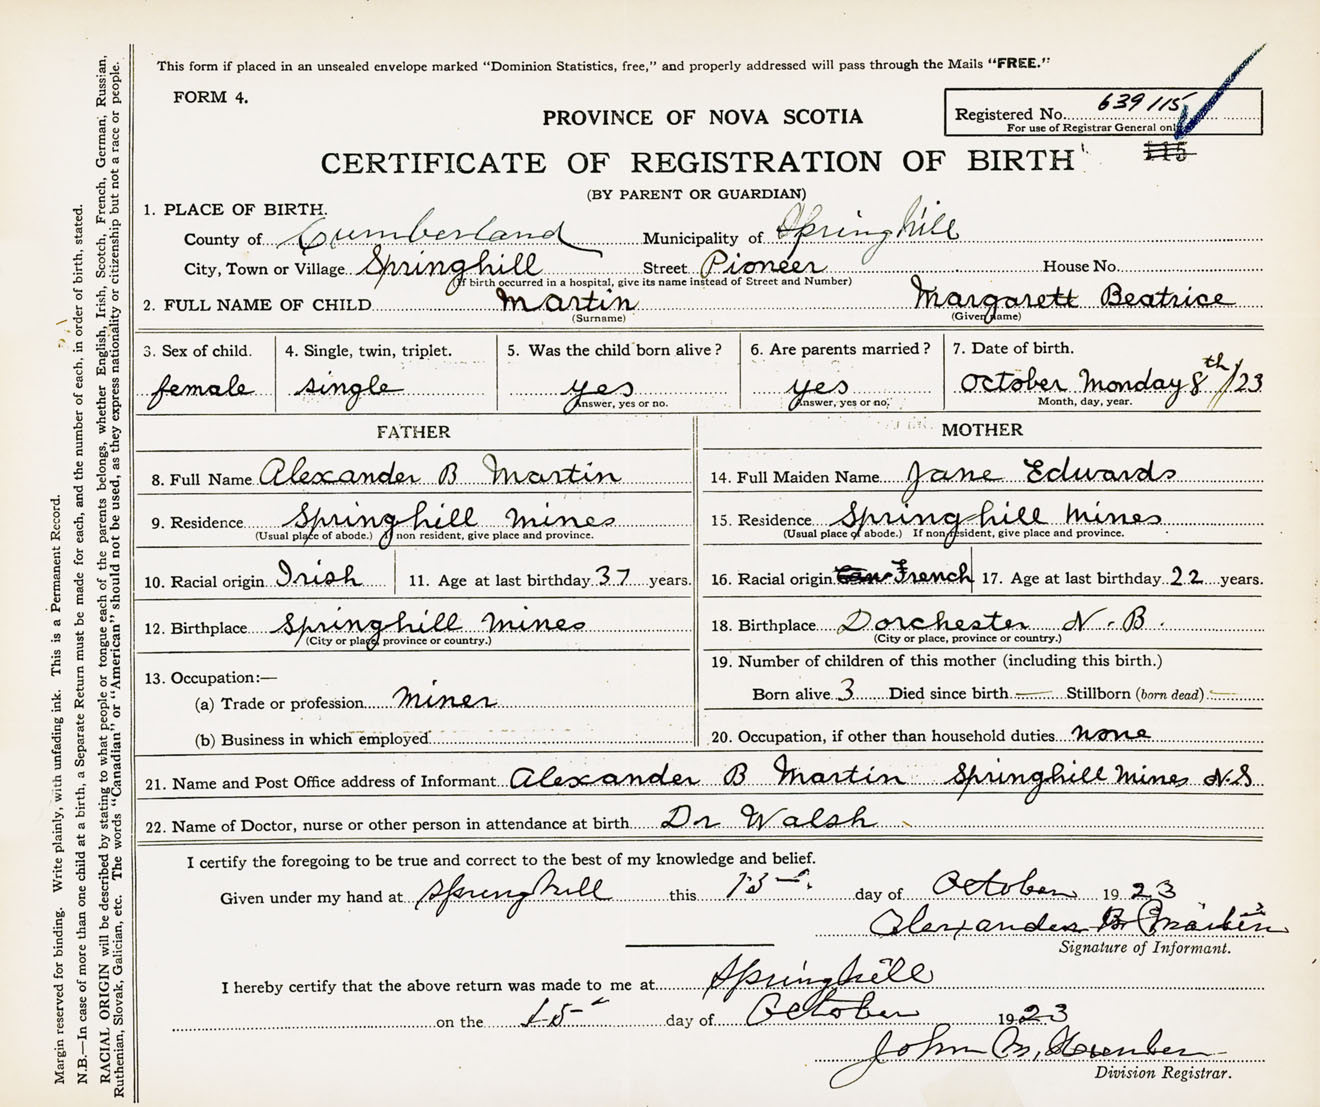 This form if placed in an unsealed envelope marked "Dominion Statistics, free," and properly addressed will pass through the Mails "FREE."
FORM 4.
PROVINCE OF NOVA SCOTIA
Registered No. 639115
For use of Registrar General only
115
CERTIFICATE OF REGISTRATION OF BIRTH
(BY PARENT OR GUARDIAN)
1. PLACE OF BIRTH.
County of Cumberland Municipality of Springhill
City, Town or Village Springhill Street Pioneer House No.
(If birth occurred in a hospital, give its name instead of Street and Number)
2. FULL NAME OF CHILD Martin Margarett Beatrice
(Surname) (Given name)
3. Sex of child. 4. Single, twin, triplet. 5. Was the child born alive? 6. Are parents married? 7. Date of birth.
female single yes yes October Monday 8th/23
Answer, yes or no. Answer, yes or no. Month, day, year.
FATHER
8. Full Name Alexander B Martin
9. Residence Springhill Mines
(Usual place of abode.) If non resident, give place and province.
10. Racial origin Irish 11. Age at last birthday 37 years.
12. Birthplace Springhill Mines
(City or place, province or country.)
13. Occupation:—
(a) Trade or profession miner
(b) Business in which employed
MOTHER
14. Full Maiden Name Jane Edwards
15. Residence Springhill Mines
(Usual place of abode.) If non resident, give place and province.
16. Racial origin Can French 17. Age at last birthday 22 years.
18. Birthplace Dorchester N. B.
(City or place, province or country.)
19. Number of children of this mother (including this birth.)
Born alive 3 Died since birth — Stillborn (born dead) —
20. Occupation, if other than household duties none
21. Name and Post Office address of Informant Alexander B Martin Springhill Mines N.S.
22. Name of Doctor, nurse or other person in attendance at birth Dr Walsh
I certify the foregoing to be true and correct to the best of my knowledge and belief.
Given under my hand at Springhill this 13 day of October 1923
Alexander B Martin
Signature of Informant.
I hereby certify that the above return was made to me at Springhill
on the 15 day of October 1923
John
Division Registrar.
Margin reserved for binding. Write plainly, with unfading ink. This is a Permanent Record.
N.B.—In case of more than one child at a birth, a Separate Return must be made for each, and the number of each, in order of birth, stated.
RACIAL ORIGIN will be described by stating to what people or tongue each of the parents belongs, whether English, Irish, Scotch, French, German, Russian,
Ruthenian, Slovak, Galician, etc. The words "Canadian" or "American" should not be used, as they express nationality or citizenship but not a race or people.